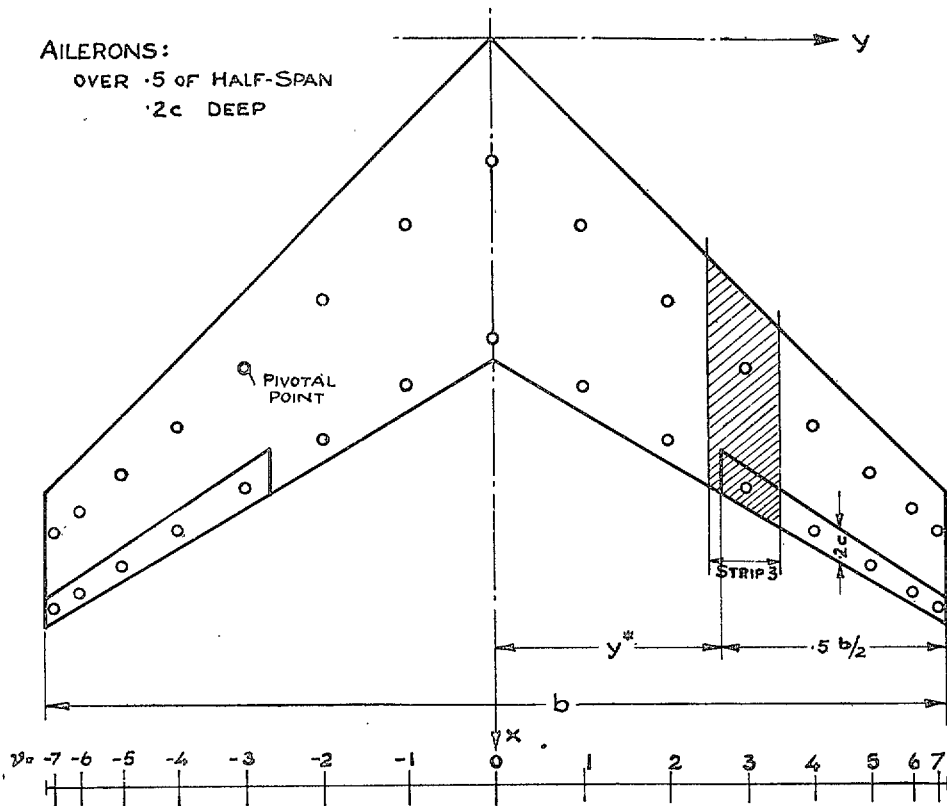 AILERONS:
OVER ·5 OF HALF-SPAN
·2c DEEP
y
PIVOTAL
POINT
·2c
STRIP 3
y*
·5 b/2
b
x
ν= -7 -6 -5 -4 -3 -2 -1 0 1 2 3 4 5 6 7